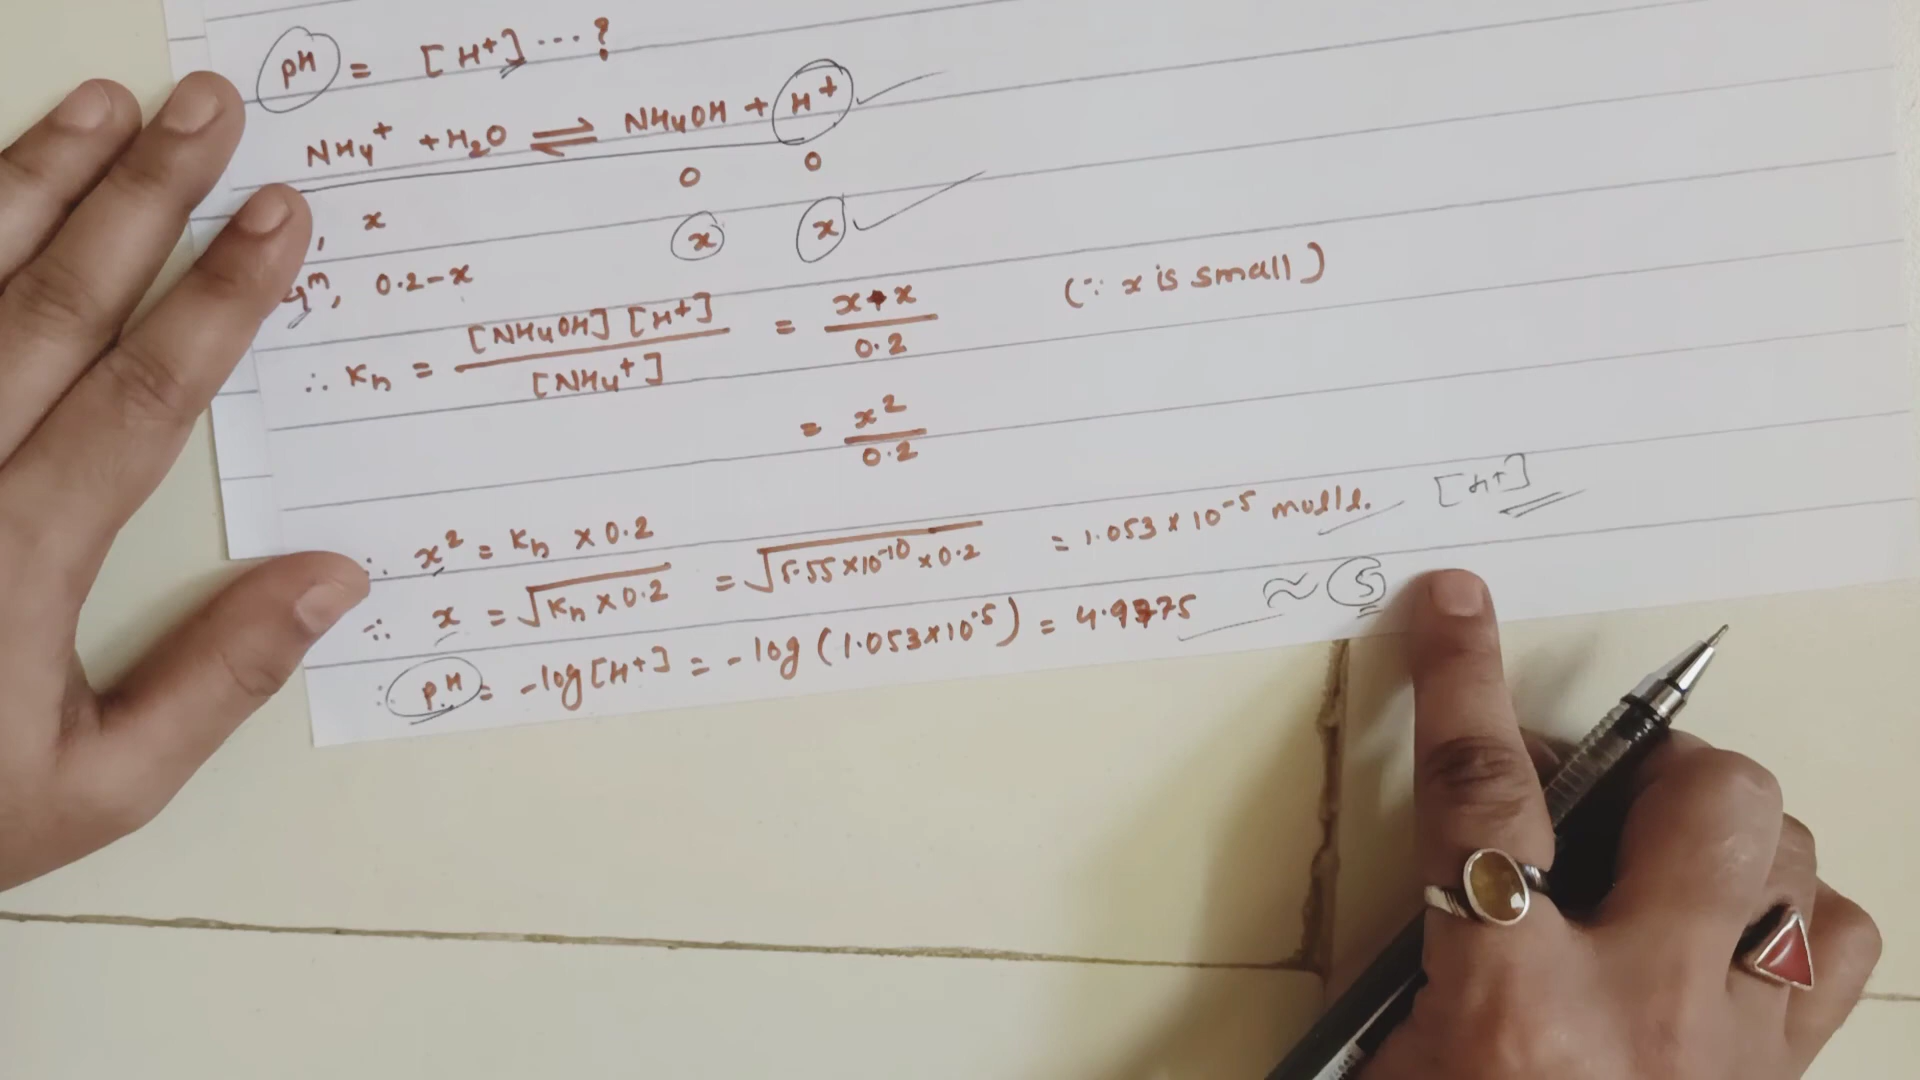 pH = [H+] ...?
NH4+ + H2O ⇌ NH4OH + H+
0 0
, x x x
qm, 0.2-x
∴ Kh = [NH4OH] [H+] / [NH4+] = x·x / 0.2 (∵ x is small)
= x² / 0.2
∴ x² = Kh × 0.2
∴ x = √Kh × 0.2 = √5.55×10-10 × 0.2 = 1.053 × 10-5 mol/l. [H+]
∴ pH = -log[H+] = -log (1.053×10-5) = 4.9775 ≈ 5